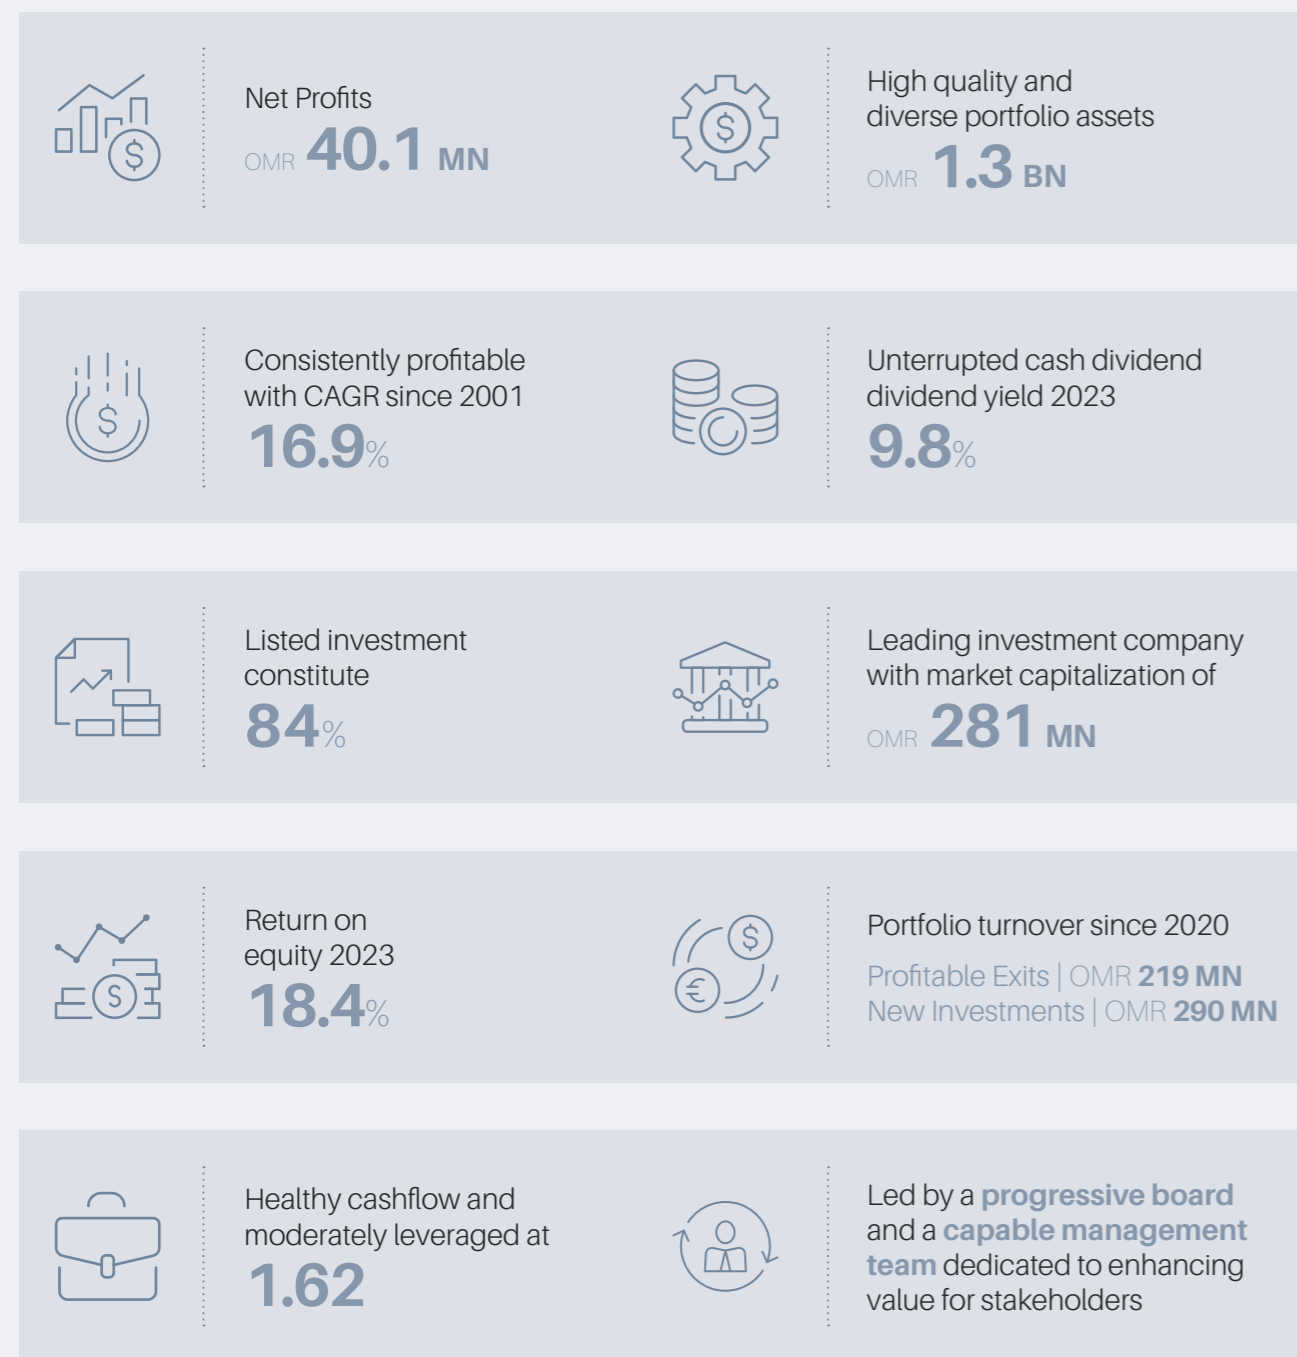 Net Profits
OMR 40.1 MN
High quality and
diverse portfolio assets
OMR 1.3 BN
Consistently profitable
with CAGR since 2001
16.9%
Unterrupted cash dividend
dividend yield 2023
9.8%
Listed investment
constitute
84%
Leading investment company
with market capitalization of
OMR 281 MN
Return on
equity 2023
18.4%
Portfolio turnover since 2020
Profitable Exits | OMR 219 MN
New Investments | OMR 290 MN
Healthy cashflow and
moderately leveraged at
1.62
Led by a progressive board
and a capable management
team dedicated to enhancing
value for stakeholders